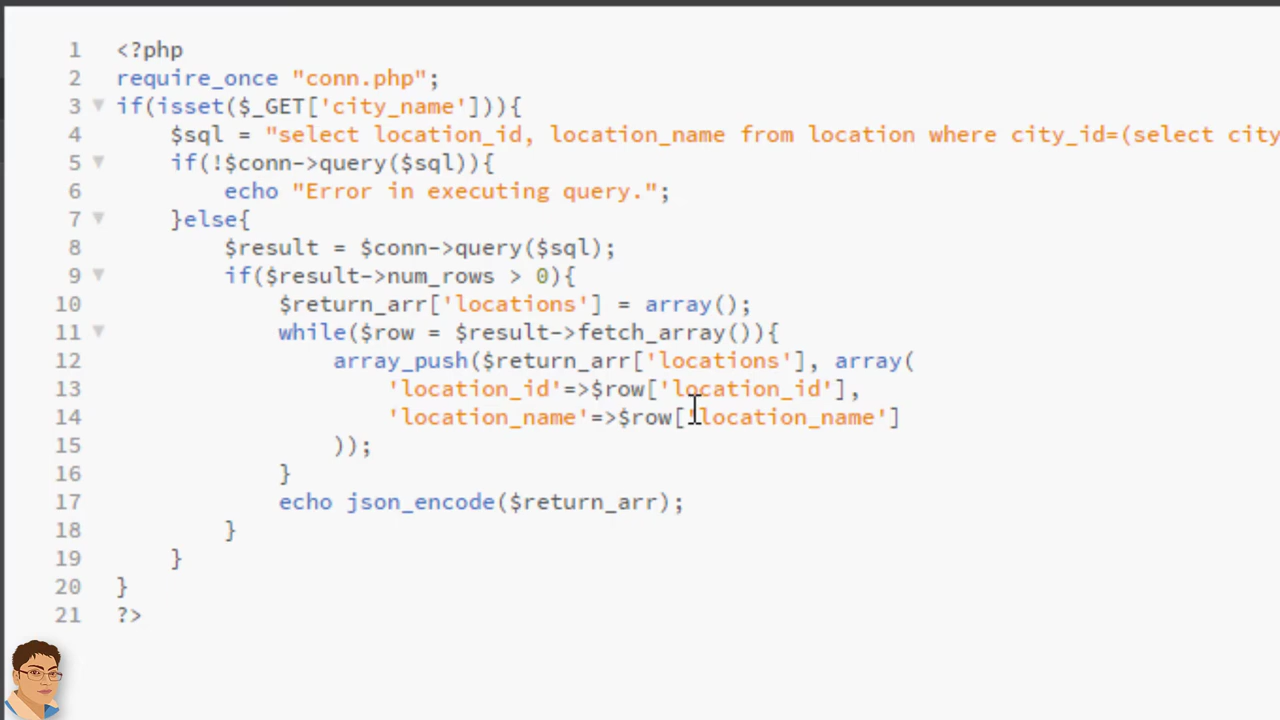 1 <?php
2 require_once "conn.php";
3 if(isset($_GET['city_name'])){
4 $sql = "select location_id, location_name from location where city_id=(select city
5 if(!$conn->query($sql)){
6 echo "Error in executing query.";
7 }else{
8 $result = $conn->query($sql);
9 if($result->num_rows > 0){
10 $return_arr['locations'] = array();
11 while($row = $result->fetch_array()){
12 array_push($return_arr['locations'], array(
13 'location_id'=>$row['location_id'],
14 'location_name'=>$row['location_name']
15 ));
16 }
17 echo json_encode($return_arr);
18 }
19 }
20 }
21 ?>